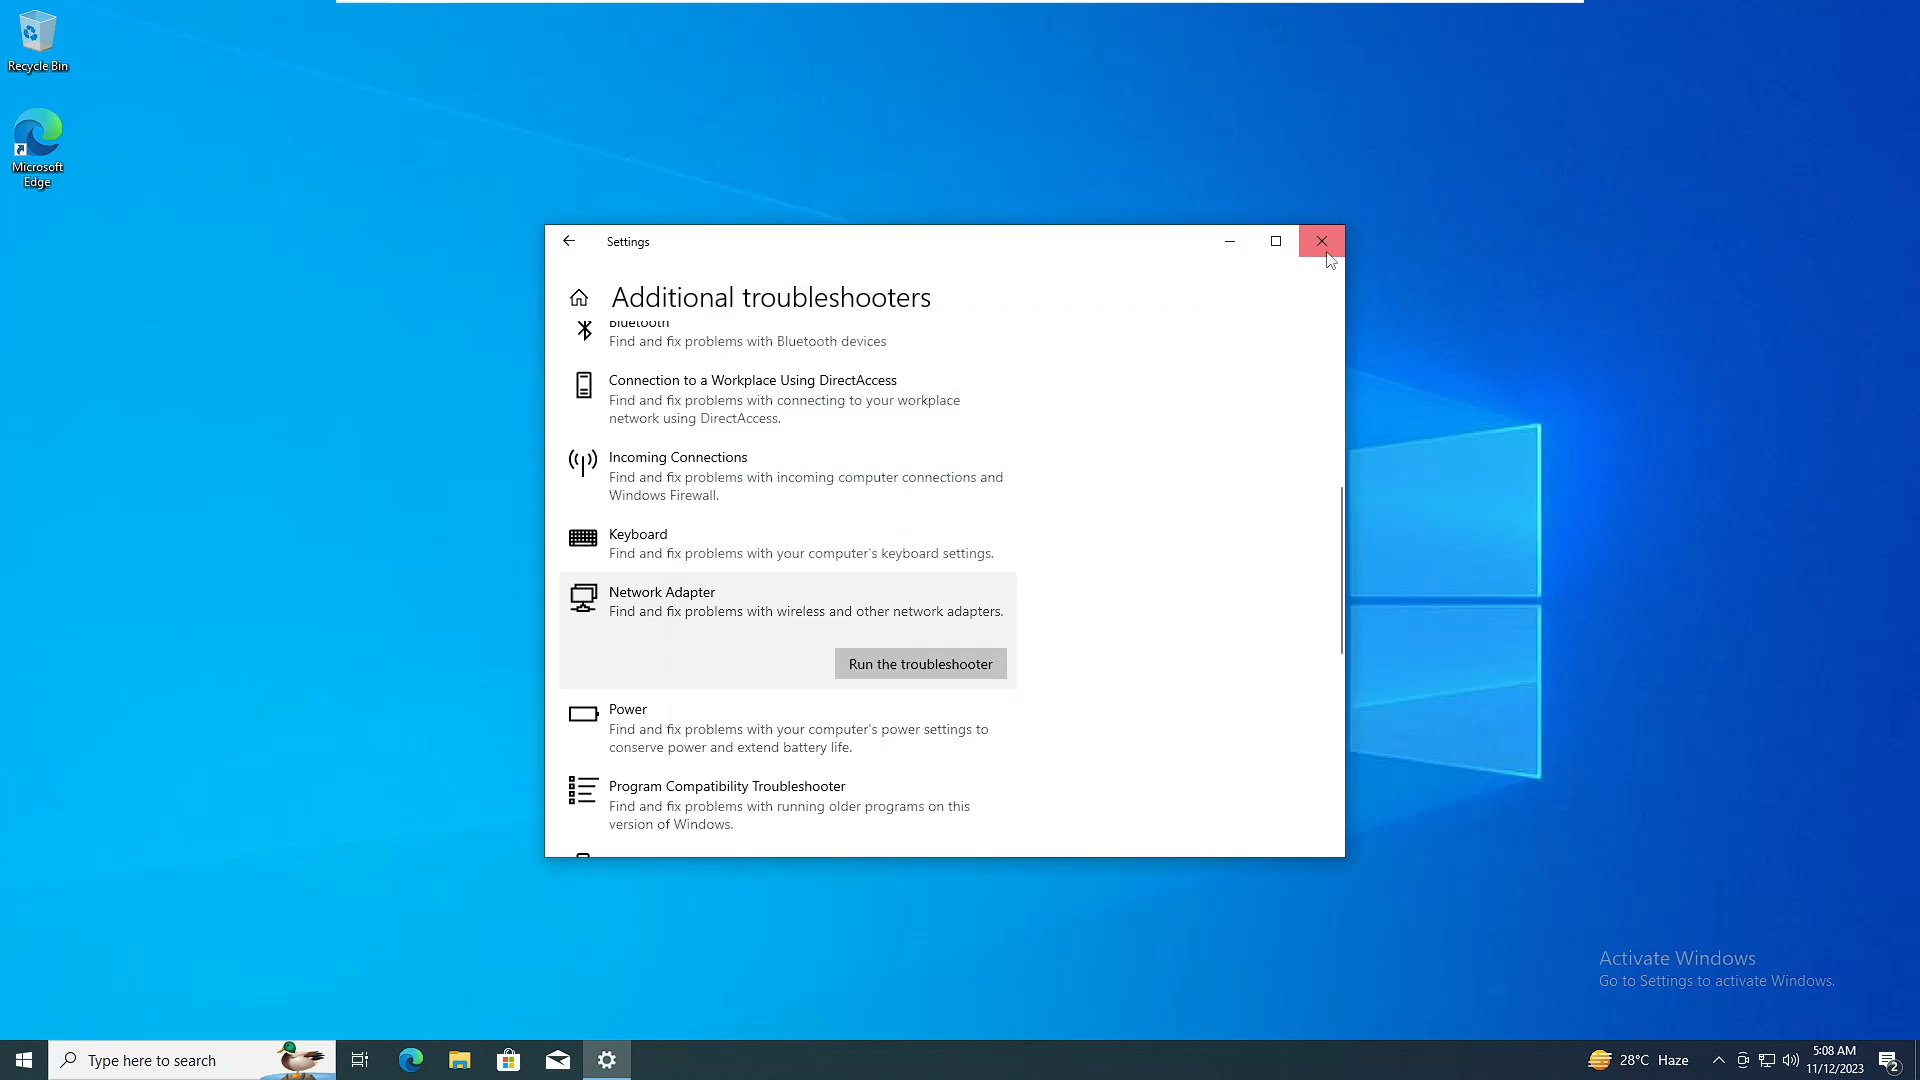 Recycle Bin
Microsoft
Edge
Settings
Additional troubleshooters
Bluetooth
Find and fix problems with Bluetooth devices
Connection to a Workplace Using DirectAccess
Find and fix problems with connecting to your workplace
network using DirectAccess.
Incoming Connections
Find and fix problems with incoming computer connections and
Windows Firewall.
Keyboard
Find and fix problems with your computer's keyboard settings.
Network Adapter
Find and fix problems with wireless and other network adapters.
Run the troubleshooter
Power
Find and fix problems with your computer's power settings to
conserve power and extend battery life.
Program Compatibility Troubleshooter
Find and fix problems with running older programs on this
version of Windows.
Activate Windows
Go to Settings to activate Windows.
Type here to search
28°C Haze
5:08 AM
11/12/2023
2